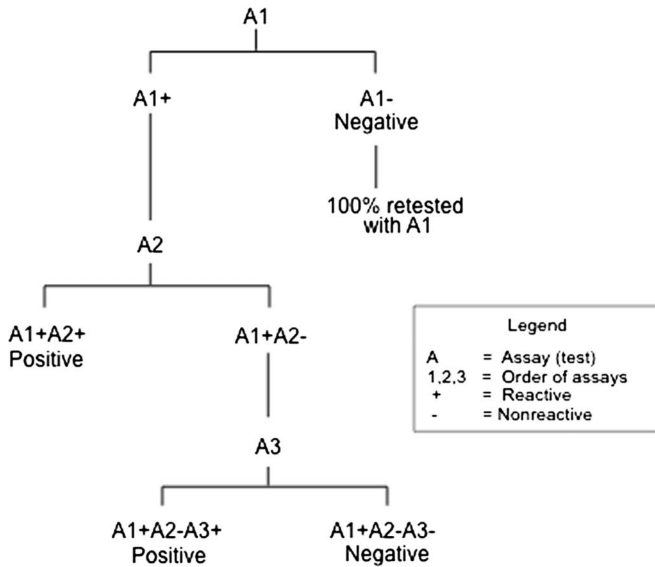 A1
A1+
A1-
Negative
100% retested
with A1
A2
A1+A2+
Positive
A1+A2-
A3
A1+A2-A3+
Positive
A1+A2-A3-
Negative
Legend
A = Assay (test)
1,2,3 = Order of assays
+ = Reactive
- = Nonreactive